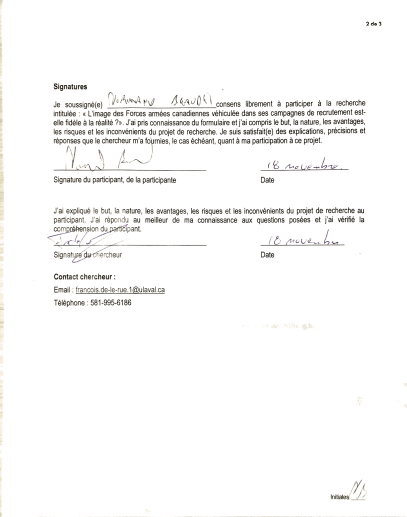 2 de 3
Signatures
Je soussigné(e) consens librement à participer à la recherche
intitulée : « L'image des Forces armées canadiennes véhiculée dans ses campagnes de recrutement est-
elle fidèle à la réalité ?». J'ai pris connaissance du formulaire et j'ai compris le but, la nature, les avantages,
les risques et les inconvénients du projet de recherche. Je suis satisfait(e) des explications, précisions et
réponses que le chercheur m'a fournies, le cas échéant, quant à ma participation à ce projet.
18 novembre
Signature du participant, de la participante Date
J'ai expliqué le but, la nature, les avantages, les risques et les inconvénients du projet de recherche au
participant. J'ai répondu au meilleur de ma connaissance aux questions posées et j'ai vérifié la
compréhension du participant.
18 novembre
Signature du chercheur Date
Contact chercheur :
Email : francois.de-le-rue.1@ulaval.ca
Téléphone : 581-995-6186
Initiales